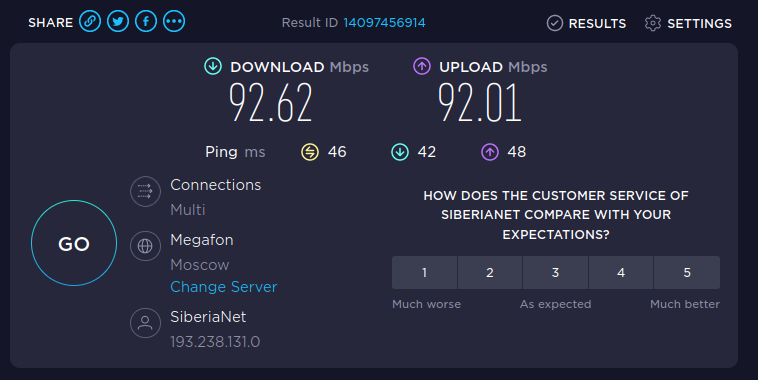 SHARE
Result ID 14097456914
RESULTS
SETTINGS
DOWNLOAD Mbps
92.62
UPLOAD Mbps
92.01
Ping ms
46
42
48
GO
Connections
Multi
Megafon
Moscow
Change Server
SiberiaNet
193.238.131.0
HOW DOES THE CUSTOMER SERVICE OF
SIBERIANET COMPARE WITH YOUR
EXPECTATIONS?
1 2 3 4 5
Much worse As expected Much better